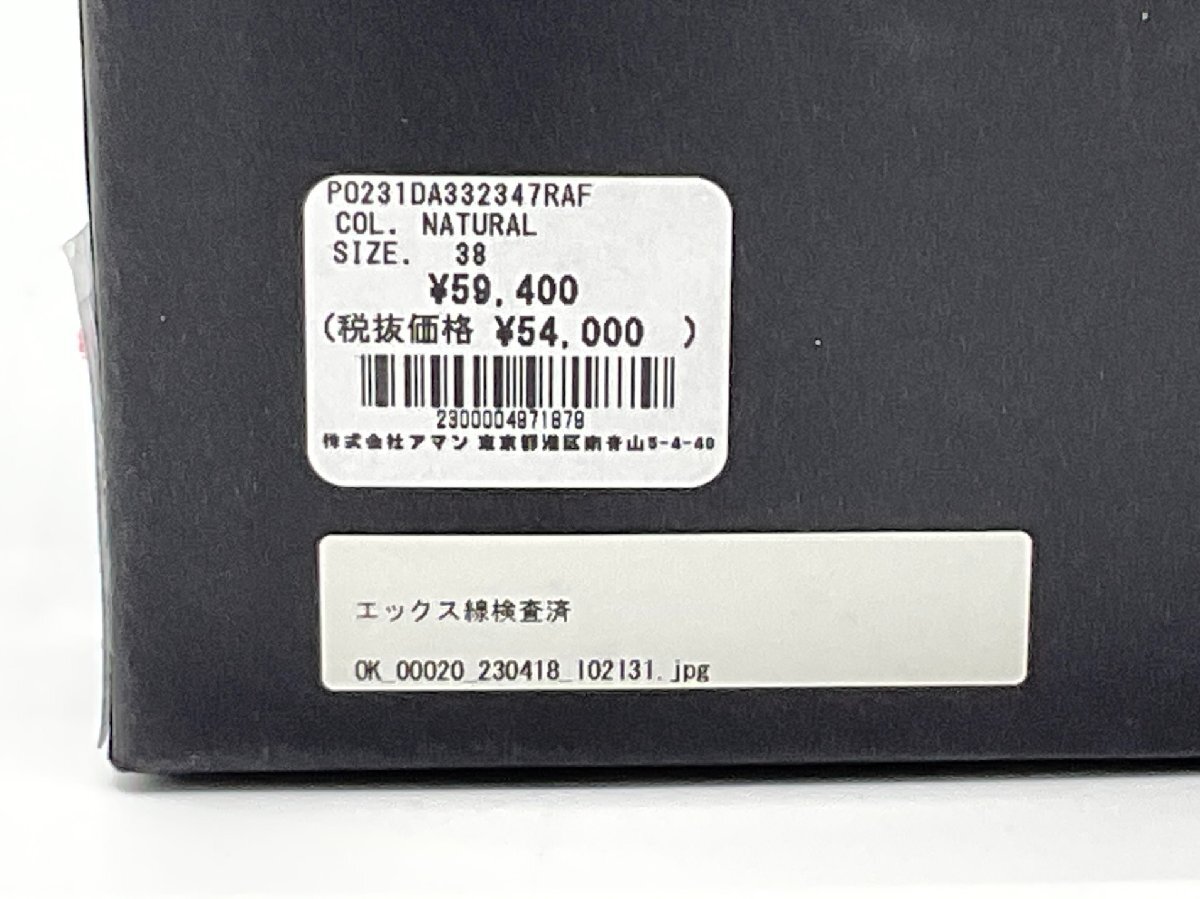 PO231DA332347RAF
COL. NATURAL
SIZE. 38
¥59,400
(税抜価格 ¥54,000 )
2300004871878
株式会社アマン 東京都港区南青山5-4-40
エックス線検査済
OK_00020_230418_102131.jpg